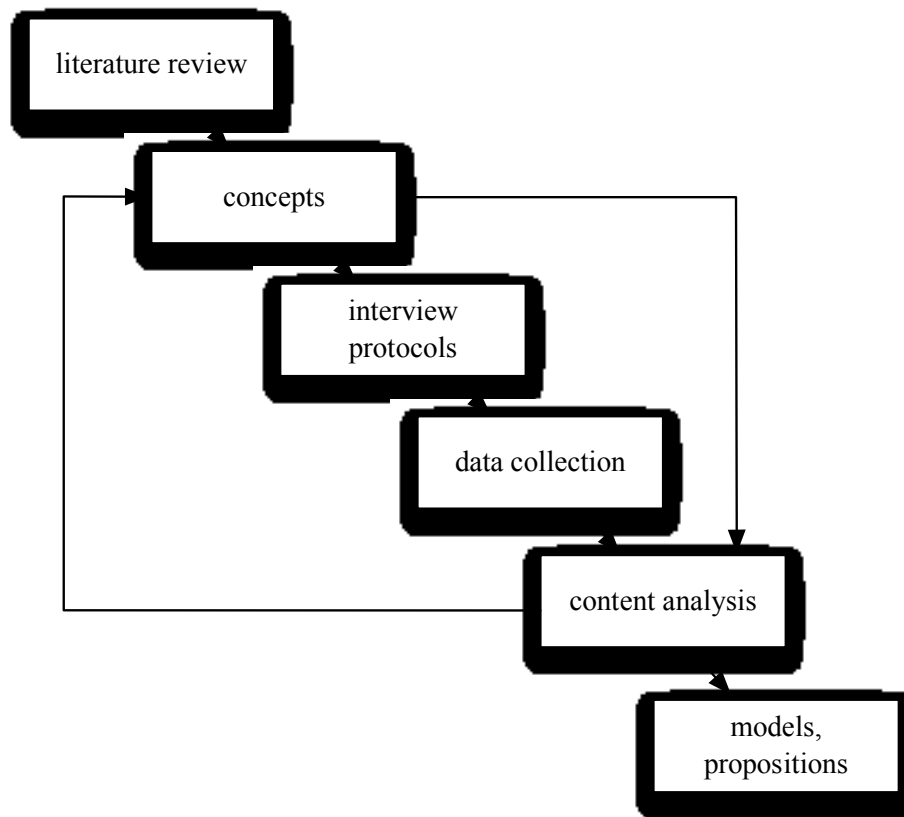 literature review
concepts
interview
protocols
data collection
content analysis
models,
propositions